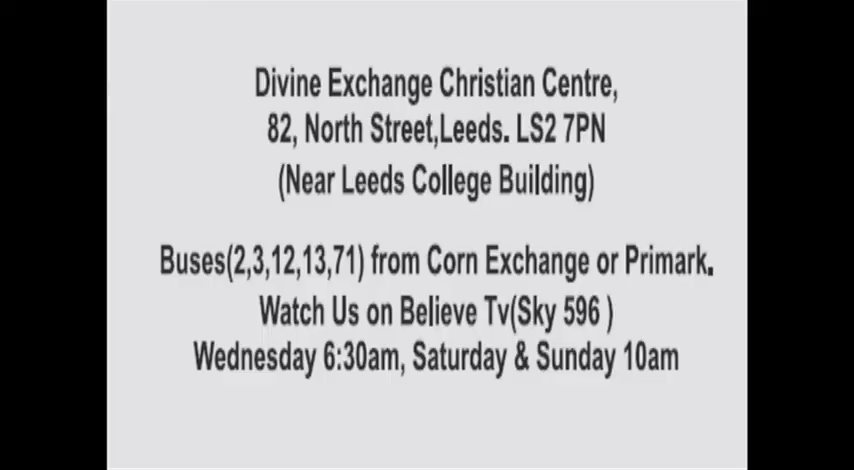 Divine Exchange Christian Centre,
82, North Street,Leeds. LS2 7PN
(Near Leeds College Building)
Buses(2,3,12,13,71) from Corn Exchange or Primark.
Watch Us on Believe Tv(Sky 596 )
Wednesday 6:30am, Saturday & Sunday 10am